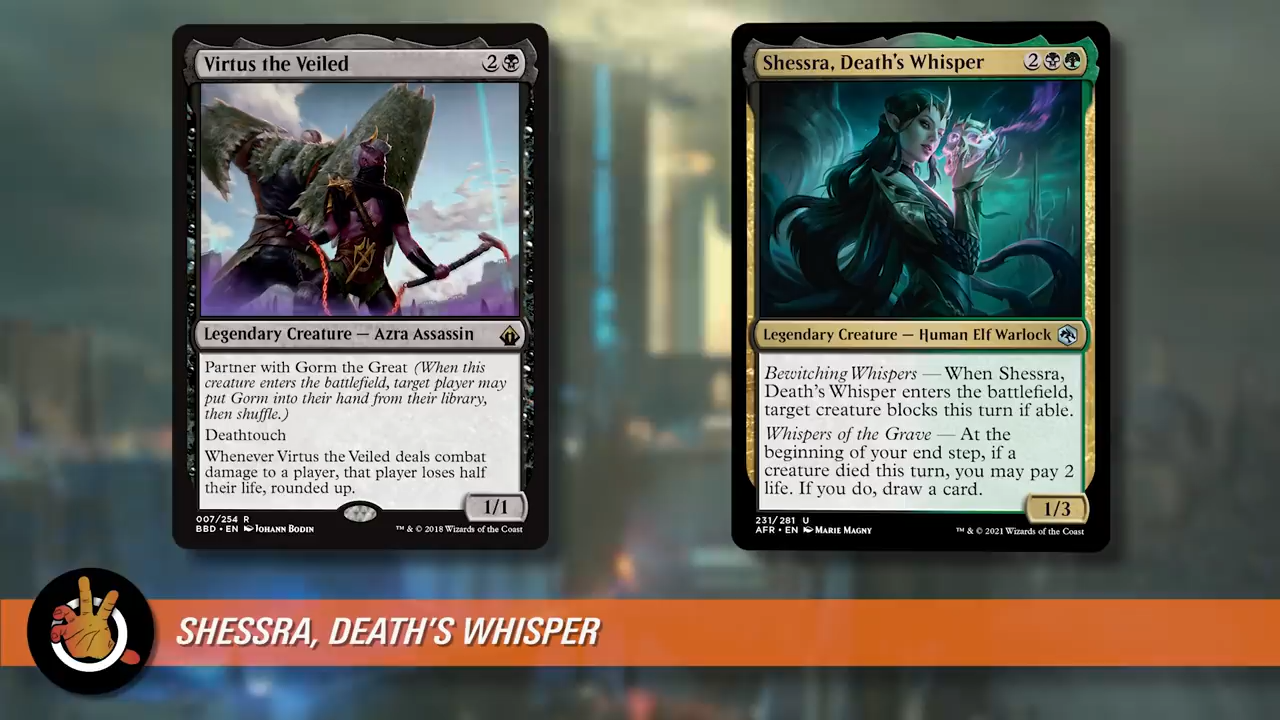 Virtus the Veiled
2
Legendary Creature — Azra Assassin
Partner with Gorm the Great (When this
creature enters the battlefield, target player may
put Gorm into their hand from their library,
then shuffle.)
Deathtouch
Whenever Virtus the Veiled deals combat
damage to a player, that player loses half
their life, rounded up.
1/1
007/254 R
BBD • EN Johann Bodin
™ & © 2018 Wizards of the Coast
Shessra, Death's Whisper
2
Legendary Creature — Human Elf Warlock
Bewitching Whispers — When Shessra,
Death's Whisper enters the battlefield,
target creature blocks this turn if able.
Whispers of the Grave — At the
beginning of your end step, if a
creature died this turn, you may pay 2
life. If you do, draw a card.
1/3
231/281 U
AFR • EN Marie Magny
™ & © 2021 Wizards of the Coast
SHESSRA, DEATH'S WHISPER